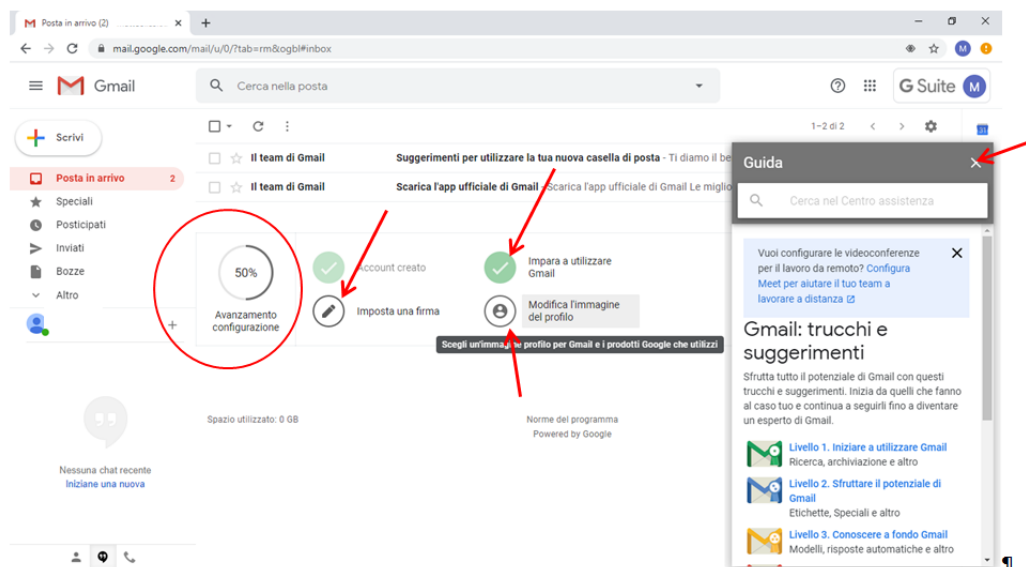 Posta in arrivo (2)
mail.google.com/mail/u/0/?tab=rm&ogbl#inbox
M
Gmail
Cerca nella posta
G Suite
M
Scrivi
1–2 di 2
31
Posta in arrivo 2
Speciali
Posticipati
Inviati
Bozze
Altro
Il team di Gmail Suggerimenti per utilizzare la tua nuova casella di posta - Ti diamo il be
Il team di Gmail Scarica l'app ufficiale di Gmail - Scarica l'app ufficiale di Gmail Le miglio
50%
Avanzamento
configurazione
Account creato
Imposta una firma
Impara a utilizzare
Gmail
Modifica l'immagine
del profilo
Scegli un'immagine profilo per Gmail e i prodotti Google che utilizzi
Spazio utilizzato: 0 GB
Norme del programma
Powered by Google
Nessuna chat recente
Iniziane una nuova
Guida
Cerca nel Centro assistenza
Vuoi configurare le videoconferenze
per il lavoro da remoto? Configura
Meet per aiutare il tuo team a
lavorare a distanza
Gmail: trucchi e
suggerimenti
Sfrutta tutto il potenziale di Gmail con questi
trucchi e suggerimenti. Inizia da quelli che fanno
al caso tuo e continua a seguirli fino a diventare
un esperto di Gmail.
Livello 1. Iniziare a utilizzare Gmail
Ricerca, archiviazione e altro
Livello 2. Sfruttare il potenziale di
Gmail
Etichette, Speciali e altro
Livello 3. Conoscere a fondo Gmail
Modelli, risposte automatiche e altro
¶